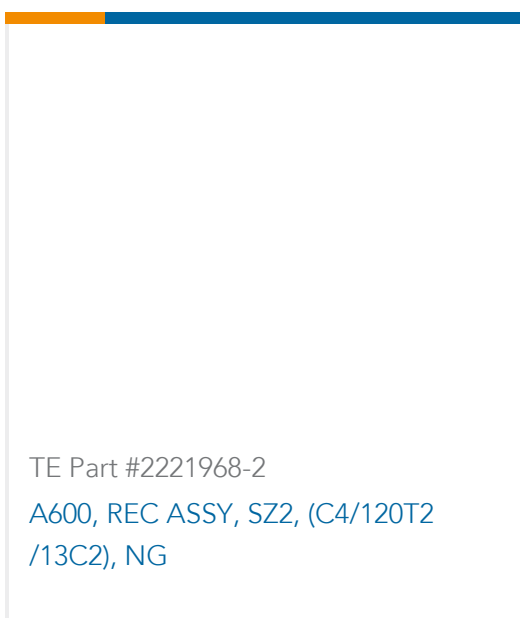 TE Part #2221968-2
A600, REC ASSY, SZ2, (C4/120T2
/13C2), NG